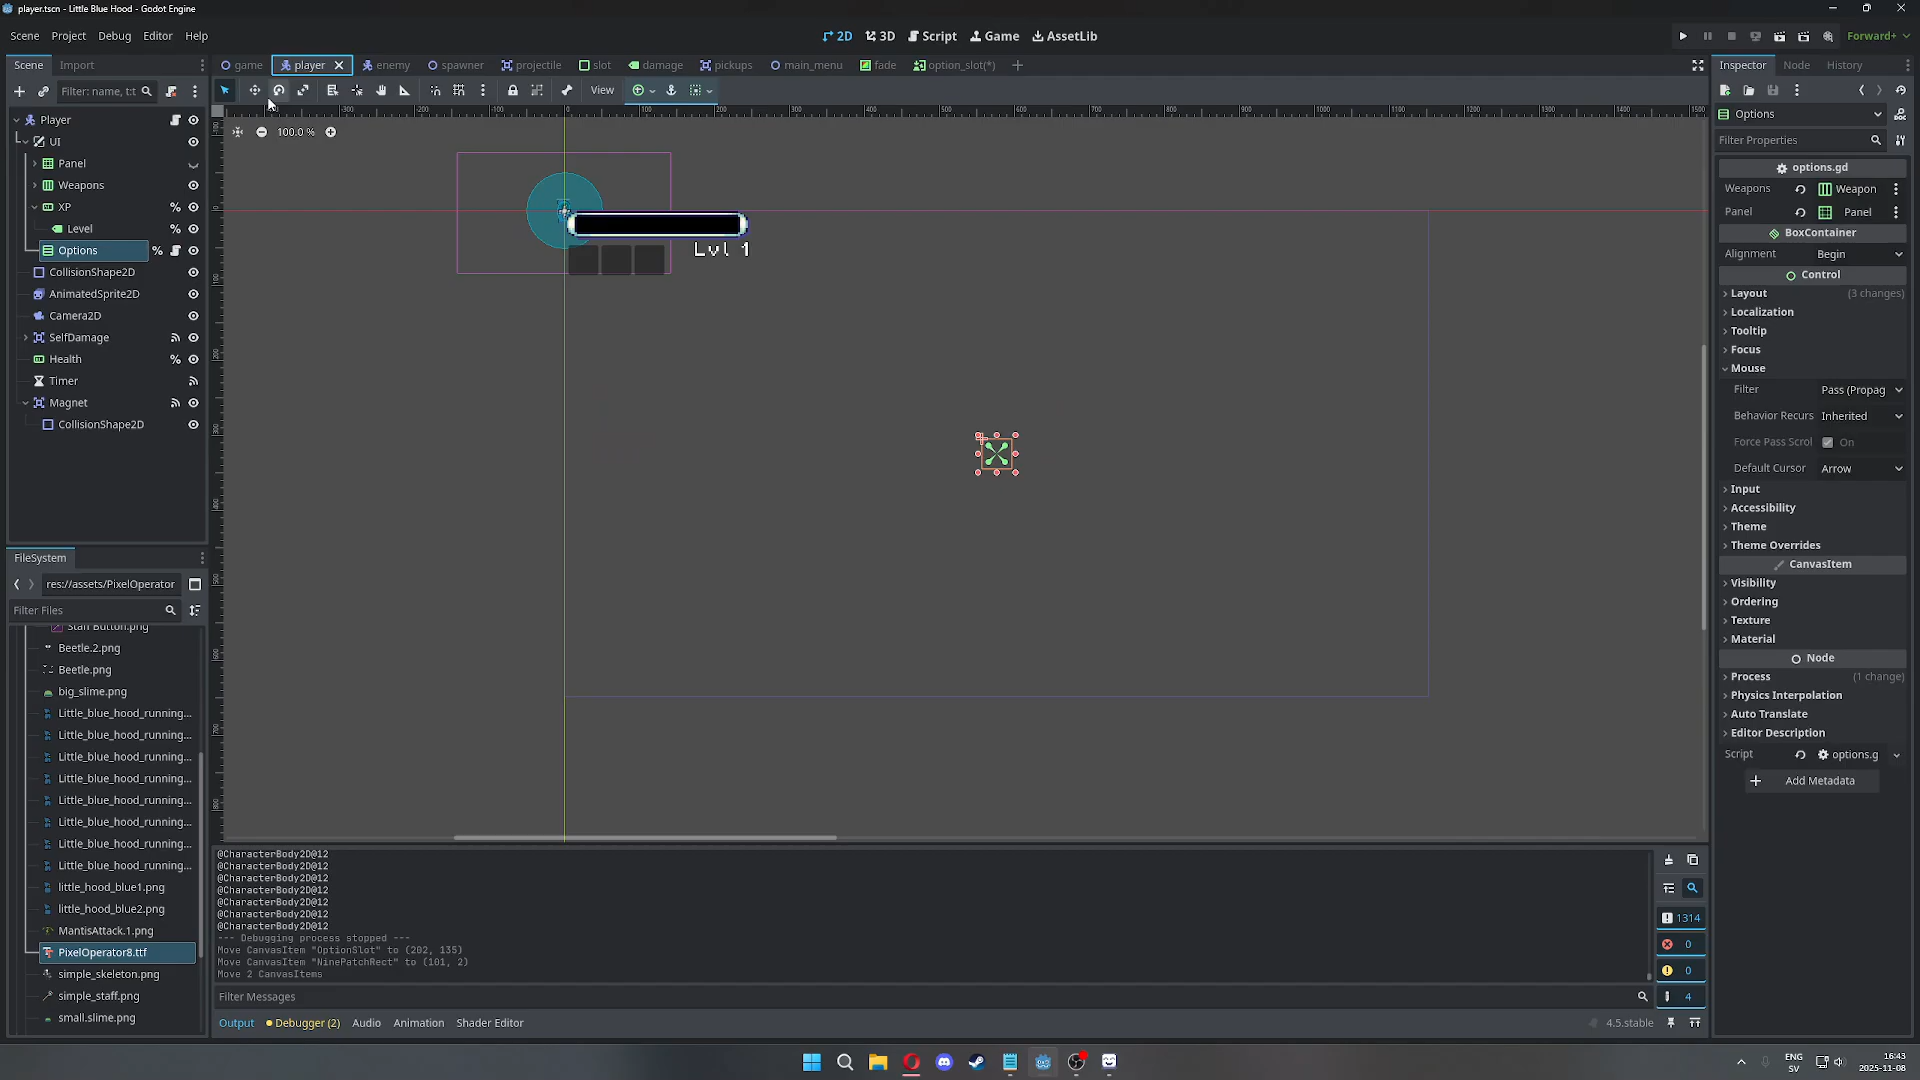 player.tscn - Little Blue Hood - Godot Engine
Scene Project Debug Editor Help
2D 3D Script Game AssetLib
Forward+
Scene Import
game player enemy spawner projectile slot damage pickups main_menu fade option_slot(*)
Inspector Node History
Filter: name, t:t
View
Options
Filter Properties
Player
UI
Panel
Weapons
XP
Level
Options
CollisionShape2D
AnimatedSprite2D
Camera2D
SelfDamage
Health
Timer
Magnet
CollisionShape2D
100.0 %
Lvl 1
options.gd
Weapons Weapon
Panel Panel
BoxContainer
Alignment Begin
Control
Layout (3 changes)
Localization
Tooltip
Focus
Mouse
Filter Pass (Propag
Behavior Recurs Inherited
Force Pass Scrol On
Default Cursor Arrow
Input
Accessibility
Theme
Theme Overrides
CanvasItem
Visibility
Ordering
Texture
Material
Node
Process (1 change)
Physics Interpolation
Auto Translate
Editor Description
Script options.g
Add Metadata
FileSystem
res://assets/PixelOperator
Filter Files
Staff Button.png
Beetle.2.png
Beetle.png
big_slime.png
Little_blue_hood_running...
Little_blue_hood_running...
Little_blue_hood_running...
Little_blue_hood_running...
Little_blue_hood_running...
Little_blue_hood_running...
Little_blue_hood_running...
Little_blue_hood_running...
little_hood_blue1.png
little_hood_blue2.png
MantisAttack.1.png
PixelOperator8.ttf
simple_skeleton.png
simple_staff.png
small.slime.png
@CharacterBody2D@12
@CharacterBody2D@12
@CharacterBody2D@12
@CharacterBody2D@12
@CharacterBody2D@12
@CharacterBody2D@12
@CharacterBody2D@12
--- Debugging process stopped ---
Move CanvasItem "OptionSlot" to (202, 135)
Move CanvasItem "NinePatchRect" to (101, 2)
Move 2 CanvasItems
1314
0
0
4
Filter Messages
Output Debugger (2) Audio Animation Shader Editor
4.5.stable
ENG
SV
16:43
2025-11-08